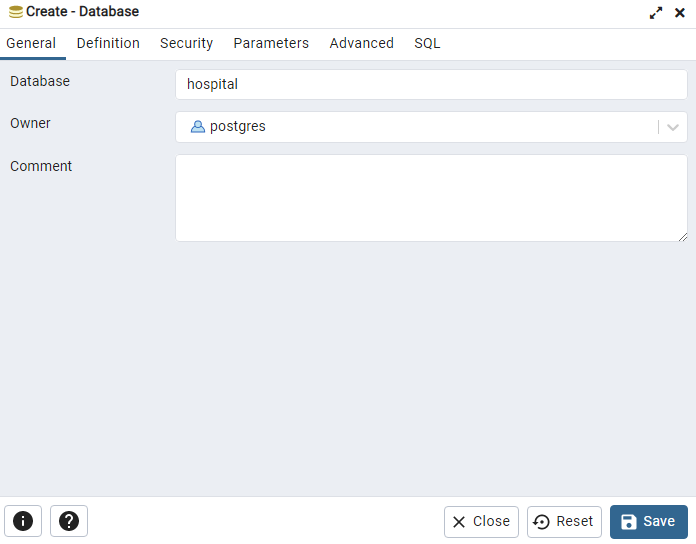 Create - Database
General Definition Security Parameters Advanced SQL
Database hospital
Owner postgres
Comment
Close Reset Save